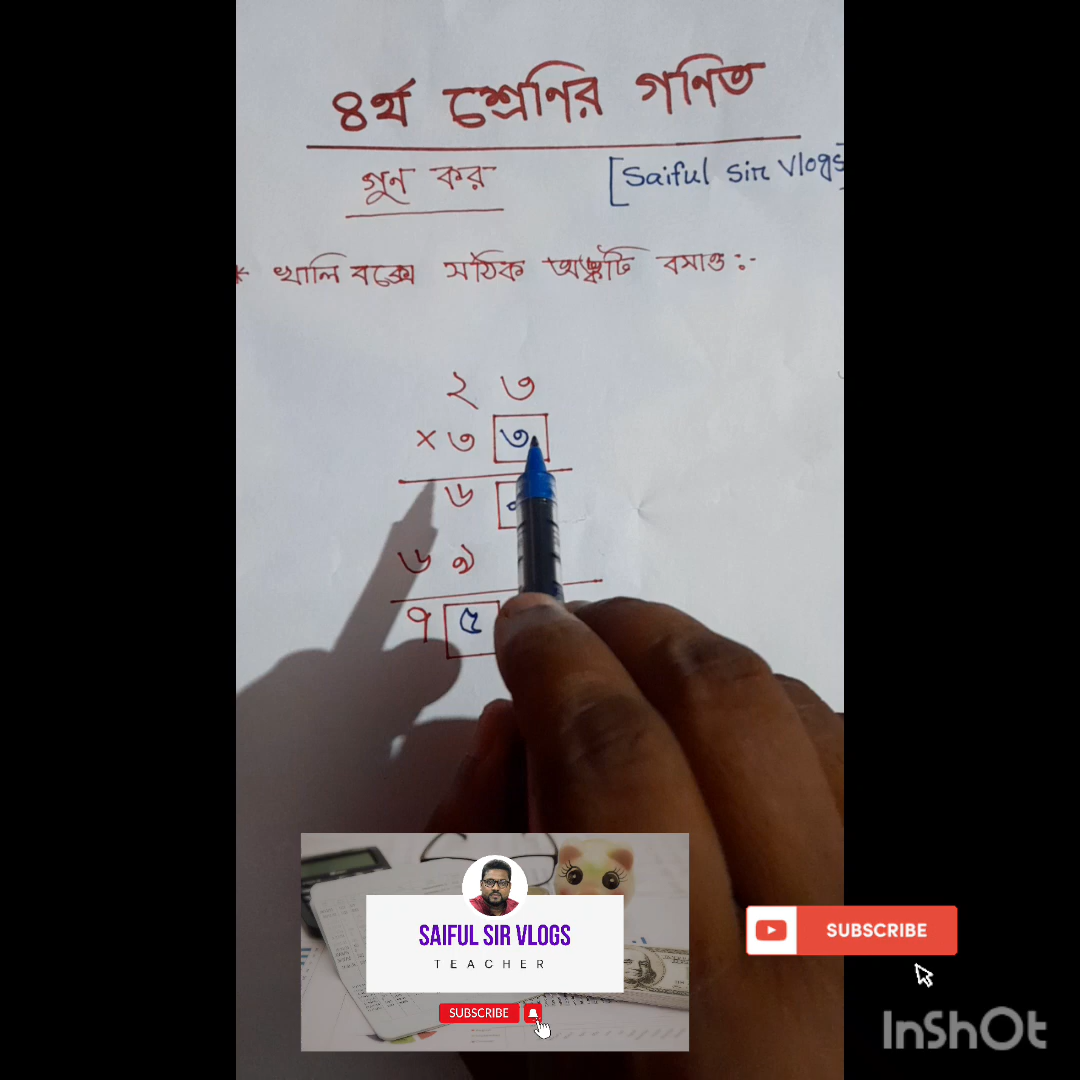 ৪র্থ শ্রেনির গনিত
গুন কর
[Saiful Sir Vlogs]
* খালি বক্সে সঠিক অঙ্কটি বসাও :-
২ ৩
× ৩ ৩
৬
৬ ৯
৭ ৫
SAIFUL SIR VLOGS
TEACHER
SUBSCRIBE
SUBSCRIBE
InShOt